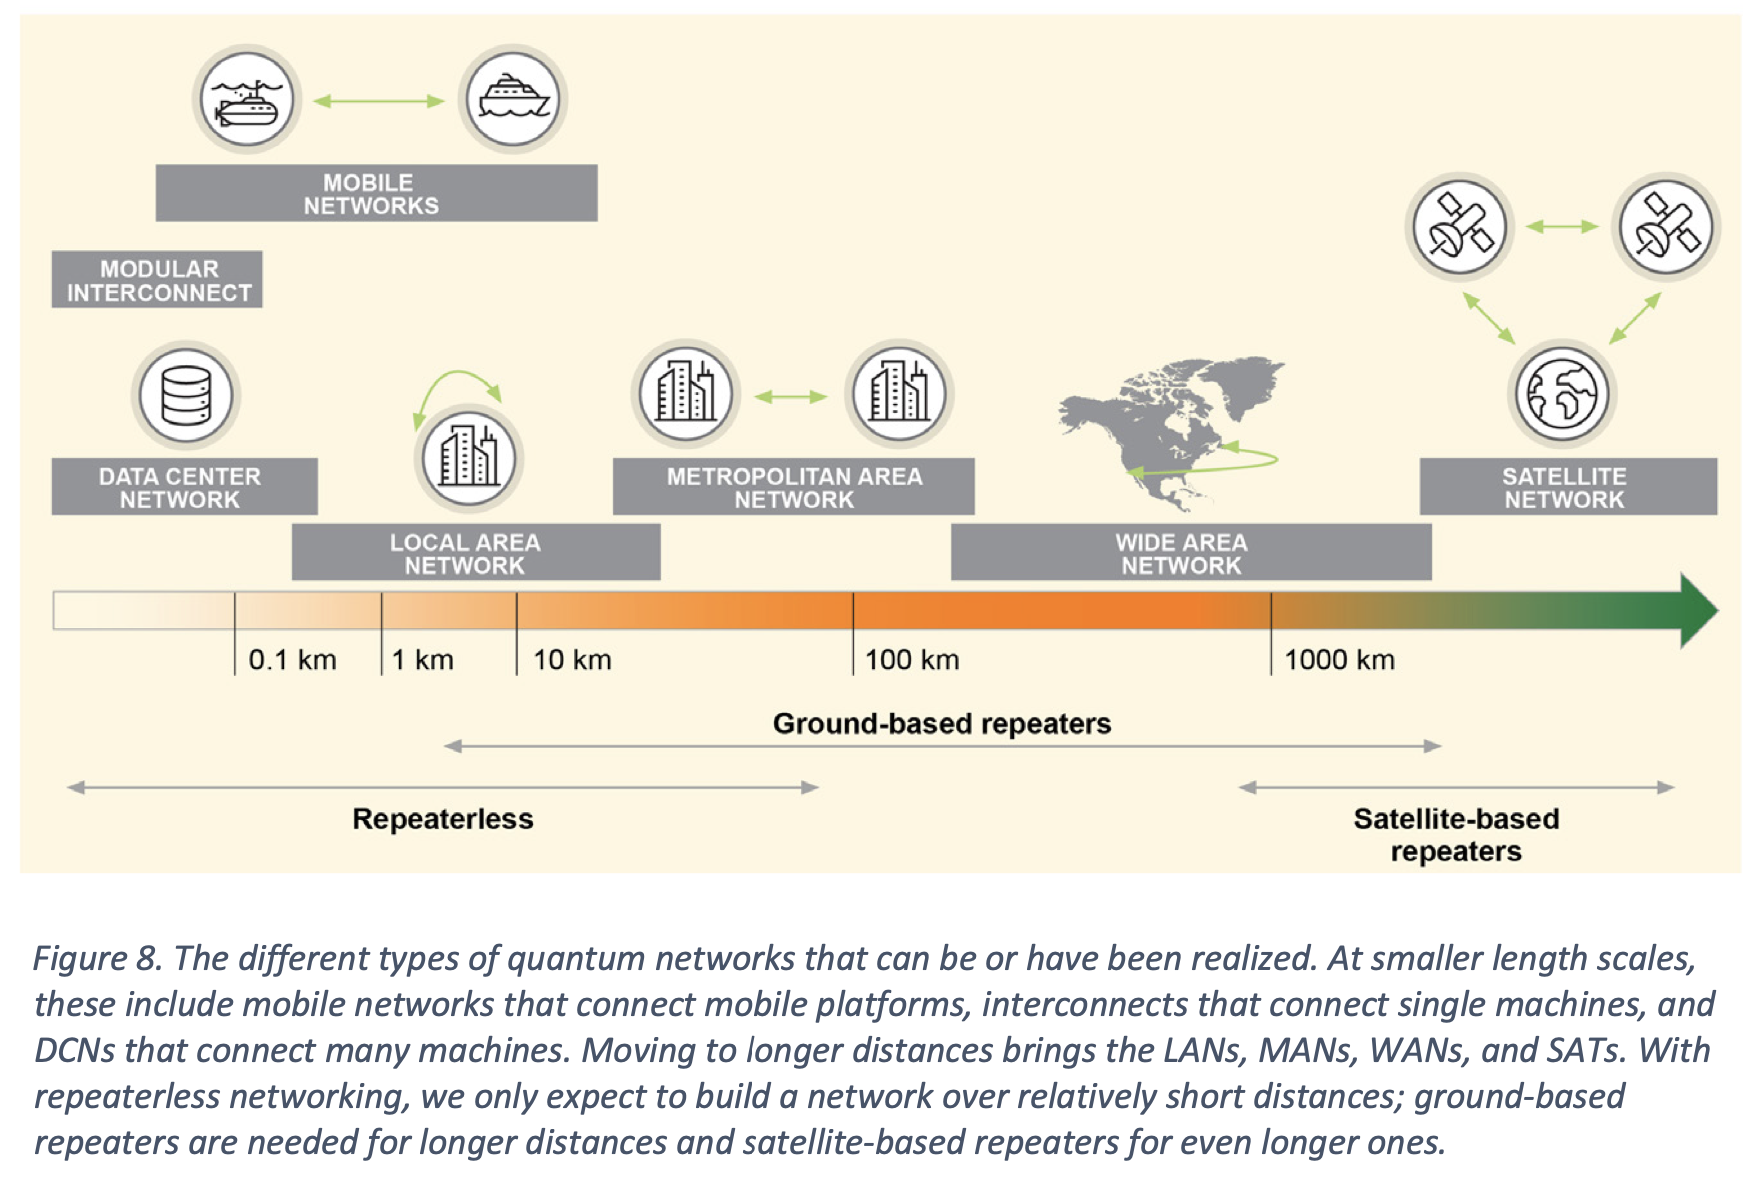 MOBILE
NETWORKS
MODULAR
INTERCONNECT
DATA CENTER
NETWORK
LOCAL AREA
NETWORK
METROPOLITAN AREA
NETWORK
WIDE AREA
NETWORK
SATELLITE
NETWORK
0.1 km
1 km
10 km
100 km
1000 km
Ground-based repeaters
Repeaterless
Satellite-based
repeaters
Figure 8. The different types of quantum networks that can be or have been realized. At smaller length scales,
these include mobile networks that connect mobile platforms, interconnects that connect single machines, and
DCNs that connect many machines. Moving to longer distances brings the LANs, MANs, WANs, and SATs. With
repeaterless networking, we only expect to build a network over relatively short distances; ground-based
repeaters are needed for longer distances and satellite-based repeaters for even longer ones.